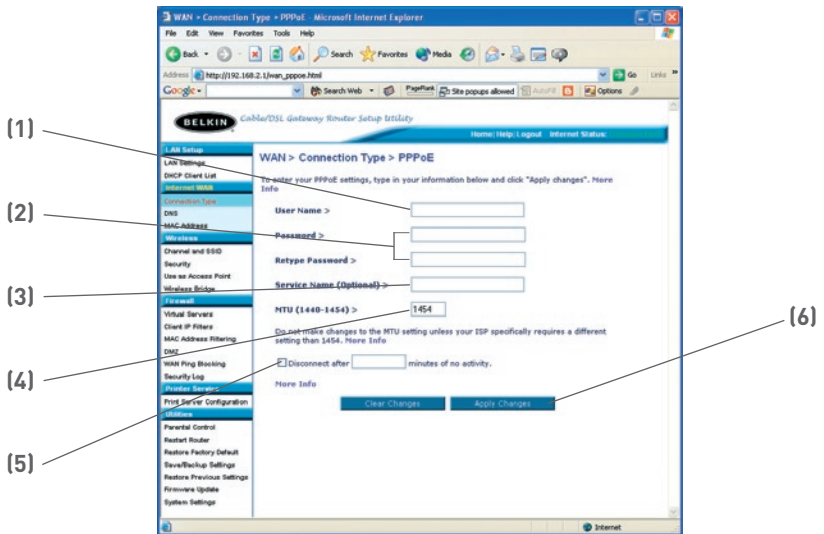 WAN > Connection Type > PPPoE - Microsoft Internet Explorer
File Edit View Favorites Tools Help
Back Search Favorites Media
Address http://192.168.2.1/wan_pppoe.html Go Links
Google Search Web PageRank Site popups allowed AutoFill Options
BELKIN Cable/DSL Gateway Router Setup Utility
Home|Help|Logout Internet Status:
(1)
(2)
(3)
(4)
(5)
(6)
LAN Setup
LAN Settings
DHCP Client List
Internet WAN
Connection Type
DNS
MAC Address
Wireless
Channel and SSID
Security
Use as Access Point
Wireless Bridge
Firewall
Virtual Servers
Client IP Filters
MAC Address Filtering
DMZ
WAN Ping Blocking
Security Log
Printer Server
Print Server Configuration
Utilities
Parental Control
Restart Router
Restore Factory Default
Save/Backup Settings
Restore Previous Settings
Firmware Update
System Settings
WAN > Connection Type > PPPoE
To enter your PPPoE settings, type in your information below and click "Apply changes". More
Info
User Name >
Password >
Retype Password >
Service Name (Optional) >
MTU (1440-1454) > 1454
Do not make changes to the MTU setting unless your ISP specifically requires a different
setting than 1454. More Info
Disconnect after minutes of no activity.
More Info
Clear Changes Apply Changes
Internet